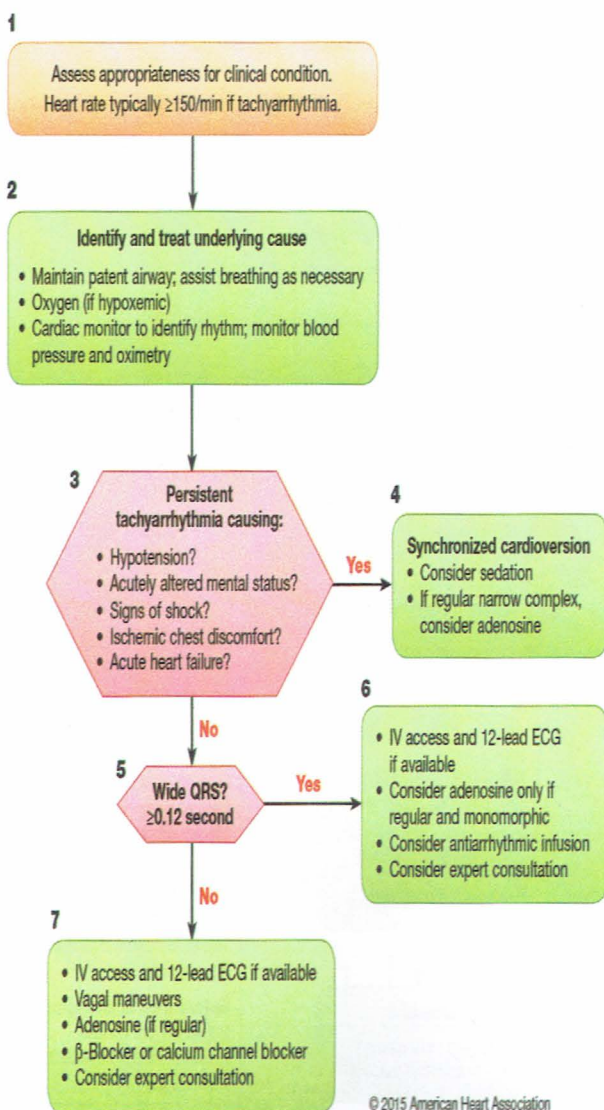 1
Assess appropriateness for clinical condition.
Heart rate typically ≥150/min if tachyarrhythmia.
2
Identify and treat underlying cause
• Maintain patent airway; assist breathing as necessary
• Oxygen (if hypoxemic)
• Cardiac monitor to identify rhythm; monitor blood
pressure and oximetry
3
Persistent
tachyarrhythmia causing:
• Hypotension?
• Acutely altered mental status?
• Signs of shock?
• Ischemic chest discomfort?
• Acute heart failure?
Yes
4
Synchronized cardioversion
• Consider sedation
• If regular narrow complex,
consider adenosine
No
5
Wide QRS?
≥0.12 second
Yes
6
• IV access and 12-lead ECG
if available
• Consider adenosine only if
regular and monomorphic
• Consider antiarrhythmic infusion
• Consider expert consultation
No
7
• IV access and 12-lead ECG if available
• Vagal maneuvers
• Adenosine (if regular)
• β-Blocker or calcium channel blocker
• Consider expert consultation
© 2015 American Heart Association